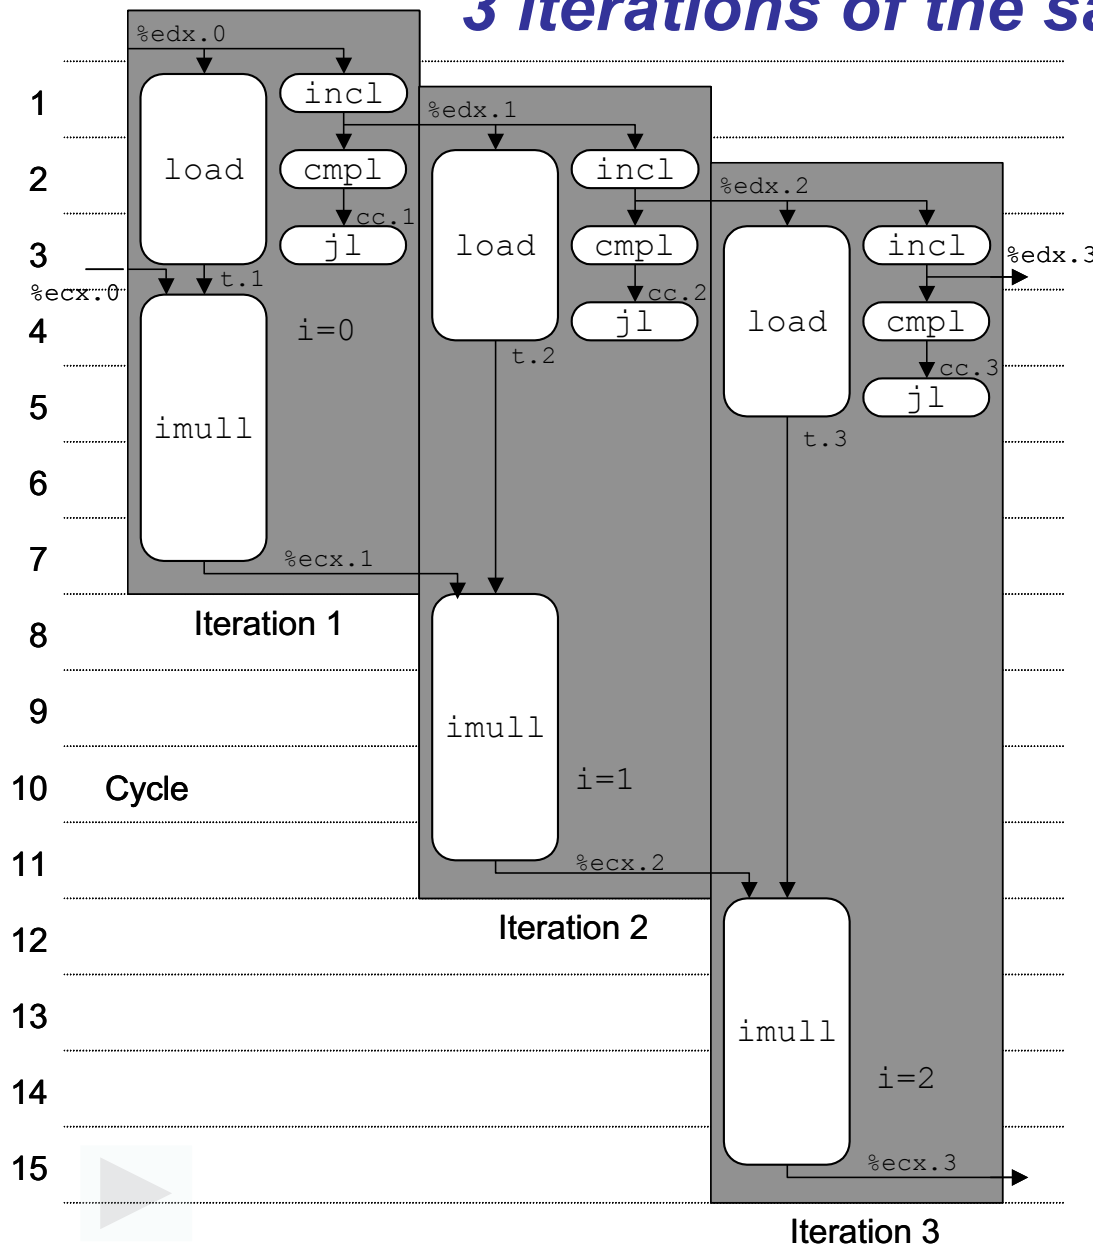 3 Iterations of the sa
%edx.0
1
load
incl
%edx.1
2
cmpl
load
incl
%edx.2
cc.1
3
jl
cmpl
load
incl
%edx.3
%ecx.0
t.1
cc.2
4
i=0
jl
cmpl
t.2
cc.3
5
imull
jl
t.3
6
7
%ecx.1
Iteration 1
8
9
imull
10
Cycle
i=1
11
%ecx.2
Iteration 2
12
13
imull
14
i=2
15
%ecx.3
Iteration 3